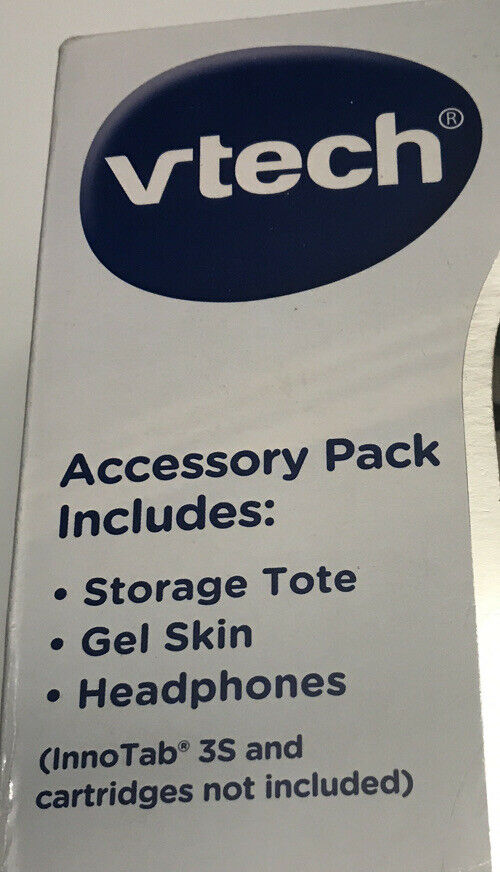 vtech®
Accessory Pack
Includes:
• Storage Tote
• Gel Skin
• Headphones
(InnoTab® 3S and
cartridges not included)